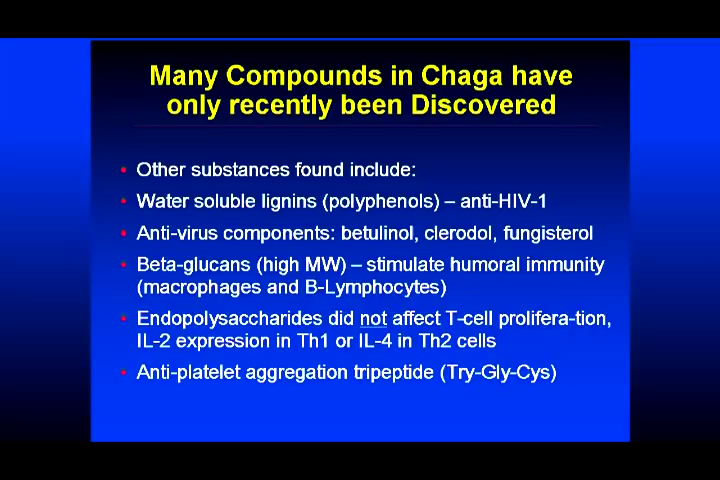 Many Compounds in Chaga have
only recently been Discovered
• Other substances found include:
• Water soluble lignins (polyphenols) – anti-HIV-1
• Anti-virus components: betulinol, clerodol, fungisterol
• Beta-glucans (high MW) – stimulate humoral immunity
(macrophages and B-Lymphocytes)
• Endopolysaccharides did not affect T-cell prolifera-tion,
IL-2 expression in Th1 or IL-4 in Th2 cells
• Anti-platelet aggregation tripeptide (Try-Gly-Cys)